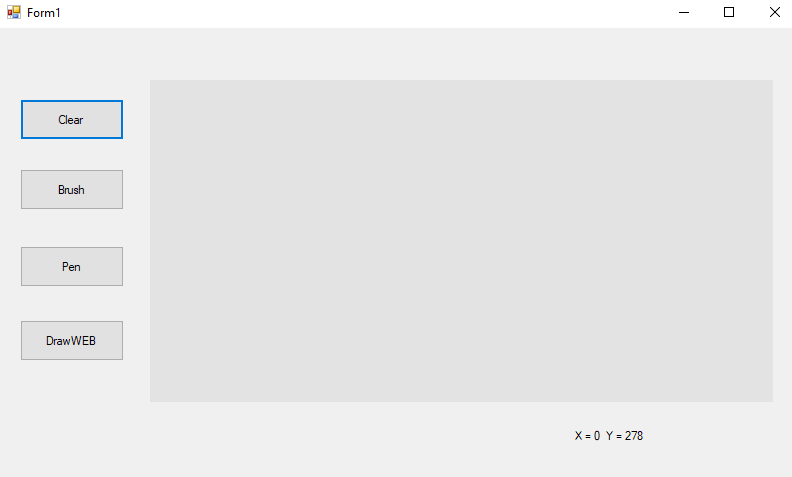 Form1
Clear
Brush
Pen
DrawWEB
X = 0 Y = 278